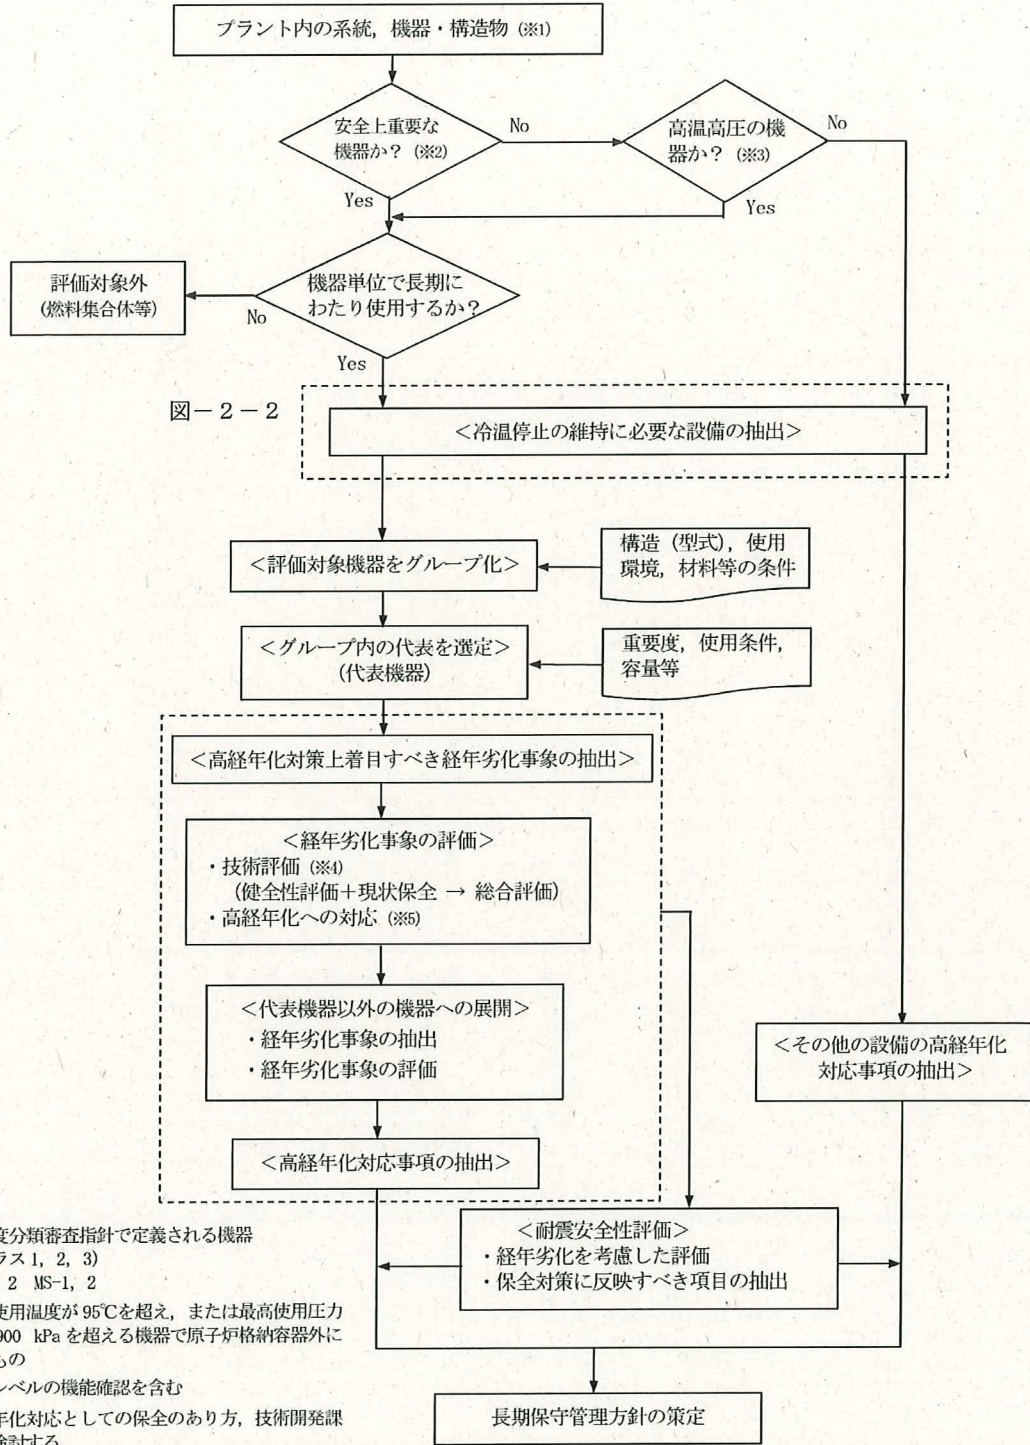 プラント内の系統，機器・構造物 (※1)
安全上重要な
機器か？ (※2)
No
高温高圧の機
器か？ (※3)
No
Yes
Yes
評価対象外
(燃料集合体等)
No
機器単位で長期に
わたり使用するか？
Yes
図－２－２
＜冷温停止の維持に必要な設備の抽出＞
＜評価対象機器をグループ化＞
構造（型式），使用
環境，材料等の条件
＜グループ内の代表を選定＞
(代表機器)
重要度，使用条件，
容量等
＜高経年化対策上着目すべき経年劣化事象の抽出＞
＜経年劣化事象の評価＞
・技術評価 (※4)
（健全性評価＋現状保全 → 総合評価）
・高経年化への対応 (※5)
＜代表機器以外の機器への展開＞
・経年劣化事象の抽出
・経年劣化事象の評価
＜その他の設備の高経年化
対応事項の抽出＞
＜高経年化対応事項の抽出＞
＜耐震安全性評価＞
・経年劣化を考慮した評価
・保全対策に反映すべき項目の抽出
度分類審査指針で定義される機器
ラス 1, 2, 3)
2 MS-1, 2
使用温度が 95℃を超え，または最高使用圧力
900 kPa を超える機器で原子炉格納容器外に
もの
レベルの機能確認を含む
年化対応としての保全のあり方，技術開発課
検討する
長期保守管理方針の策定